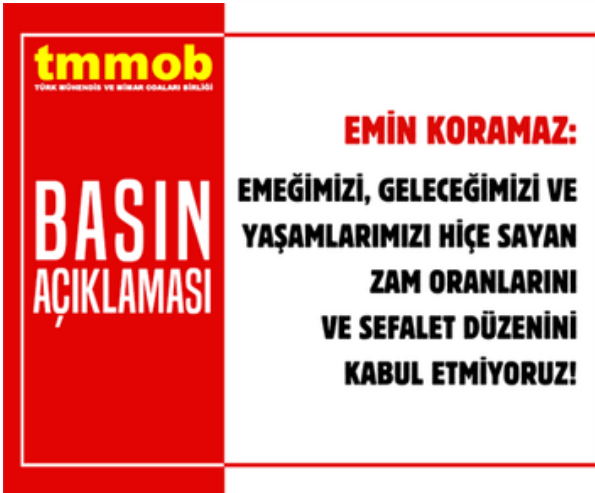 tmmob
TÜRK MÜHENDİS VE MİMAR ODALARI BİRLİĞİ
BASIN
AÇIKLAMASI
EMİN KORAMAZ:
EMEĞİMİZİ, GELECEĞİMİZİ VE
YAŞAMLARIMIZI HİÇE SAYAN
ZAM ORANLARINI
VE SEFALET DÜZENİNİ
KABUL ETMİYORUZ!